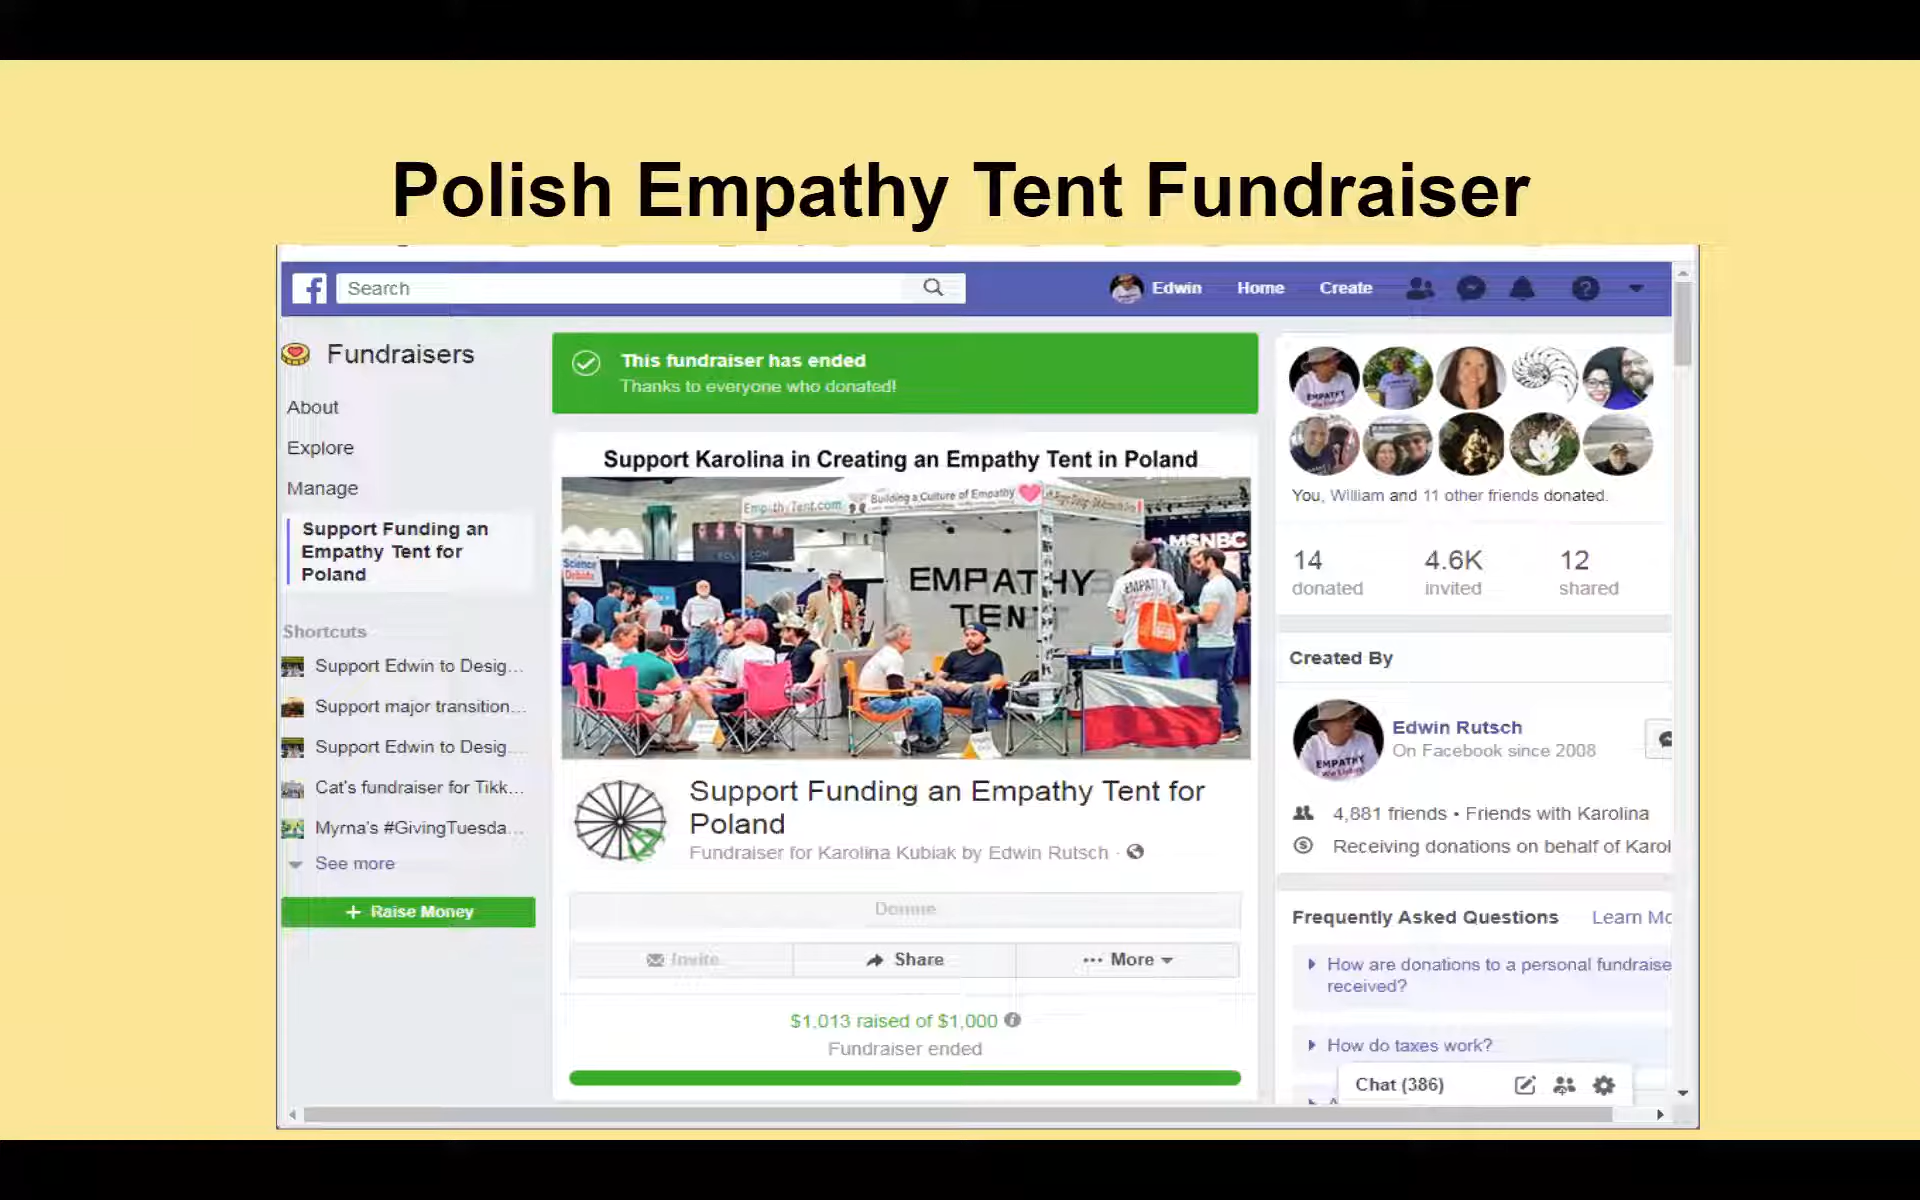 Polish Empathy Tent Fundraiser
Search
Edwin
Home
Create
Fundraisers
About
Explore
Manage
Support Funding an
Empathy Tent for
Poland
Shortcuts
Support Edwin to Desig...
Support major transition...
Support Edwin to Desig...
Cat's fundraiser for Tikk...
Myrna's #GivingTuesda...
See more
+ Raise Money
This fundraiser has ended
Thanks to everyone who donated!
Support Karolina in Creating an Empathy Tent in Poland
EmpathyTent.com
Building a Culture of Empathy
MSNBC
Science
Debate
EMPATHY
TENT
Support Funding an Empathy Tent for
Poland
Fundraiser for Karolina Kubiak by Edwin Rutsch ·
Donate
Invite
Share
... More
$1,013 raised of $1,000
Fundraiser ended
You, William and 11 other friends donated.
14
4.6K
12
donated
invited
shared
Created By
Edwin Rutsch
On Facebook since 2008
EMPATHY
4,881 friends • Friends with Karolina
Receiving donations on behalf of Karol
Frequently Asked Questions
Learn Mo
How are donations to a personal fundraise
received?
How do taxes work?
Chat (386)